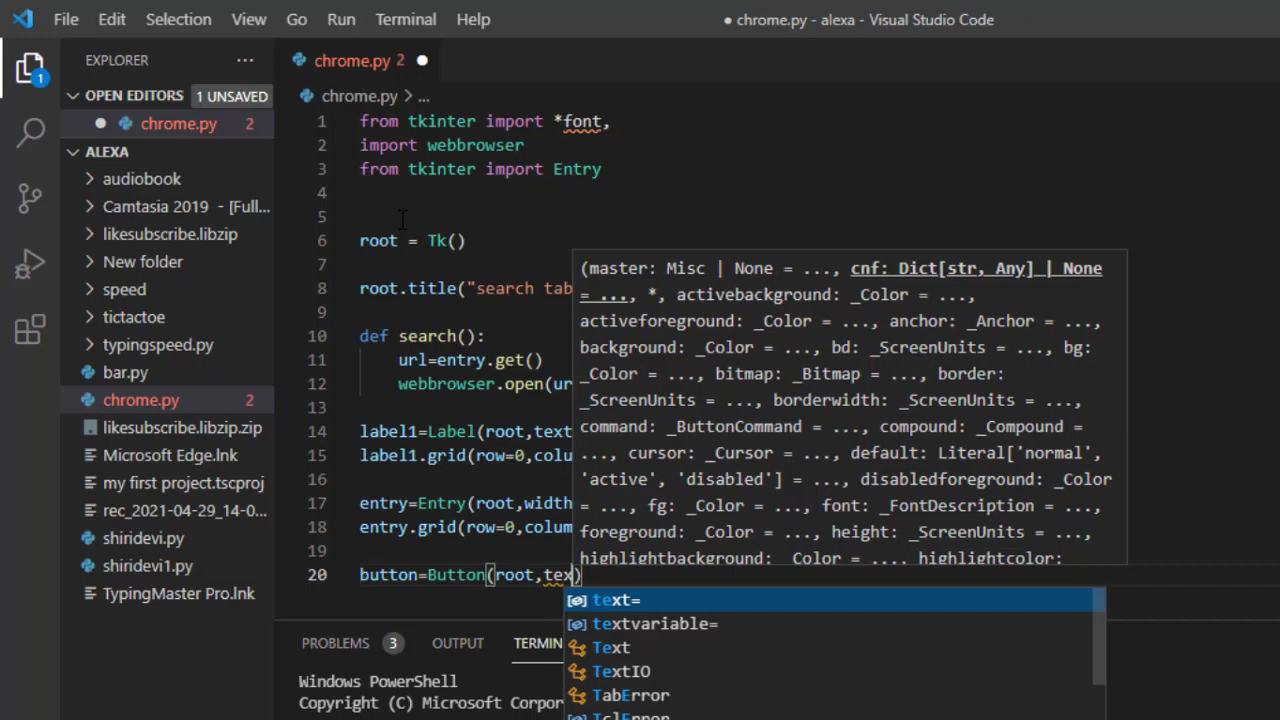 File Edit Selection View Go Run Terminal Help ● chrome.py - alexa - Visual Studio Code
EXPLORER ···
chrome.py 2 ●
1
OPEN EDITORS 1 UNSAVED
● chrome.py 2
ALEXA
audiobook
Camtasia 2019 - [Full...
likesubscribe.libzip
New folder
speed
tictactoe
typingspeed.py
bar.py
chrome.py 2
likesubscribe.libzip.zip
Microsoft Edge.lnk
my first project.tscproj
rec_2021-04-29_14-0...
shiridevi.py
shiridevi1.py
TypingMaster Pro.lnk
chrome.py > ...
1 from tkinter import *font,
2 import webbrowser
3 from tkinter import Entry
4
5
6 root = Tk()
7
8 root.title("search tab
9
10 def search():
11 url=entry.get()
12 webbrowser.open(ur
13
14 label1=Label(root,text
15 label1.grid(row=0,colu
16
17 entry=Entry(root,width
18 entry.grid(row=0,colum
19
20 button=Button(root,tex)
(master: Misc | None = ..., cnf: Dict[str, Any] | None
= ..., *, activebackground: _Color = ...,
activeforeground: _Color = ..., anchor: _Anchor = ...,
background: _Color = ..., bd: _ScreenUnits = ..., bg:
_Color = ..., bitmap: _Bitmap = ..., border:
_ScreenUnits = ..., borderwidth: _ScreenUnits = ...,
command: _ButtonCommand = ..., compound: _Compound =
..., cursor: _Cursor = ..., default: Literal['normal',
'active', 'disabled'] = ..., disabledforeground: _Color
= ..., fg: _Color = ..., font: _FontDescription = ...,
foreground: _Color = ..., height: _ScreenUnits = ...,
highlightbackground: _Color = ..., highlightcolor:
text=
textvariable=
Text
TextIO
TabError
TclError
PROBLEMS 3 OUTPUT TERMIN
Windows PowerShell
Copyright (C) Microsoft Corpor